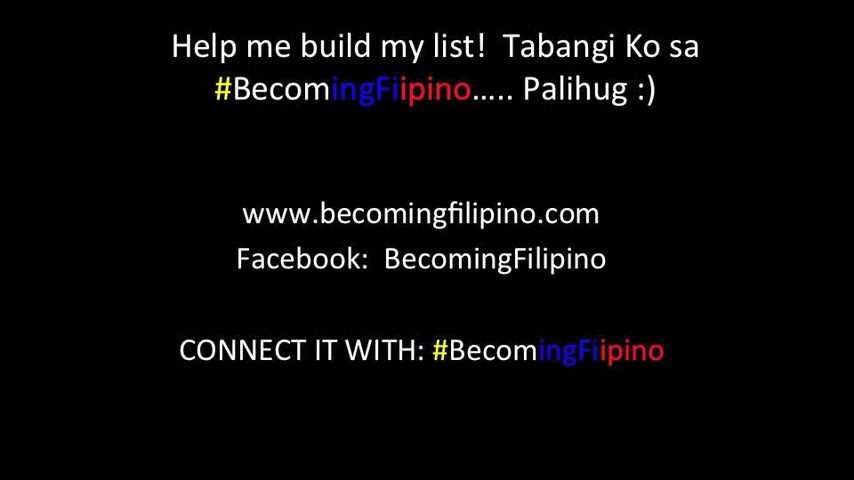 Help me build my list!  Tabangi Ko sa
#BecomingFiipino..... Palihug :)
www.becomingfilipino.com
Facebook:  BecomingFilipino
CONNECT IT WITH: #BecomingFiipino